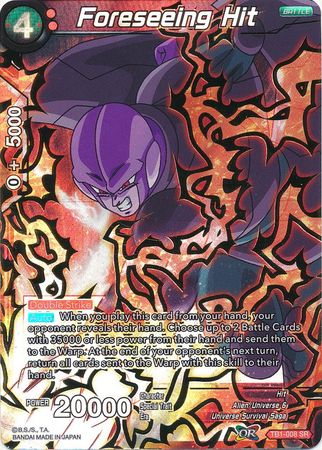 Foreseeing Hit
BATTLE
4
0 + 5000
Double Strike
Auto When you play this card from your hand, your
opponent reveals their hand. Choose up to 2 Battle Cards
with 35000 or less power from their hand and send them
to the Warp. At the end of your opponent's next turn,
return all cards sent to the Warp with this skill to their
hand.
POWER 20000
Character
Special Trait
Era
Hit
Alien/Universe 6
Universe Survival Saga
©B.S./S., T.A.
BANDAI MADE IN JAPAN
TB1-008 SR